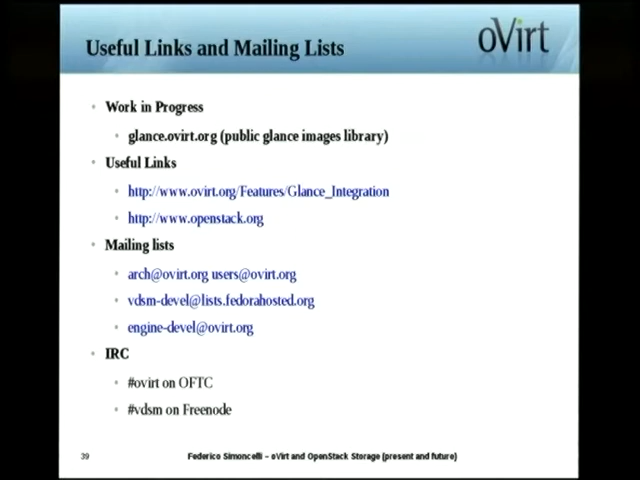 Useful Links and Mailing Lists
oVirt
Work in Progress
glance.ovirt.org (public glance images library)
Useful Links
http://www.ovirt.org/Features/Glance_Integration
http://www.openstack.org
Mailing lists
arch@ovirt.org users@ovirt.org
vdsm-devel@lists.fedorahosted.org
engine-devel@ovirt.org
IRC
#ovirt on OFTC
#vdsm on Freenode
39 Federico Simoncelli – oVirt and OpenStack Storage (present and future)